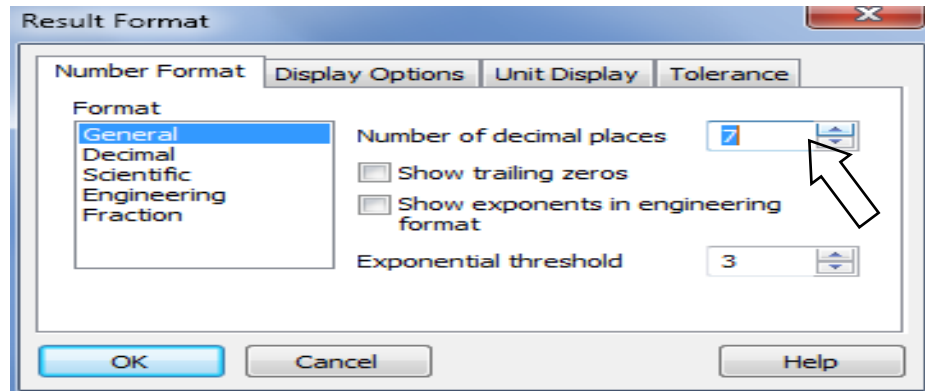 Result Format
Number Format
Display Options
Unit Display
Tolerance
Format
General
Decimal
Scientific
Engineering
Fraction
Number of decimal places 7
Show trailing zeros
Show exponents in engineering
format
Exponential threshold 3
OK
Cancel
Help